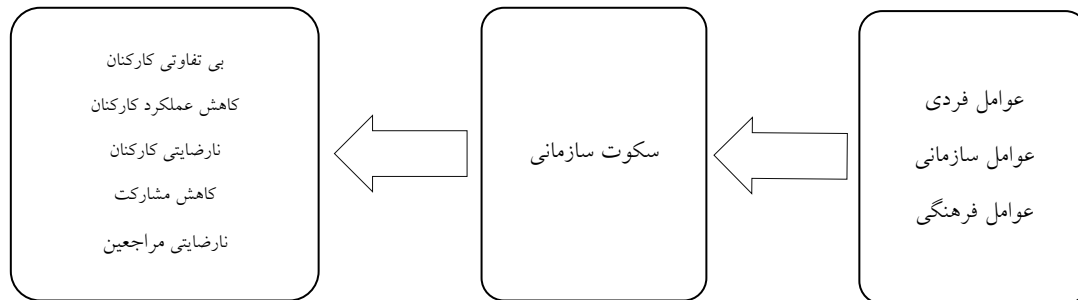 عوامل فردی
عوامل سازمانی
عوامل فرهنگی
سکوت سازمانی
بی تفاوتی کارکنان
کاهش عملکرد کارکنان
نارضایتی کارکنان
کاهش مشارکت
نارضایتی مراجعین